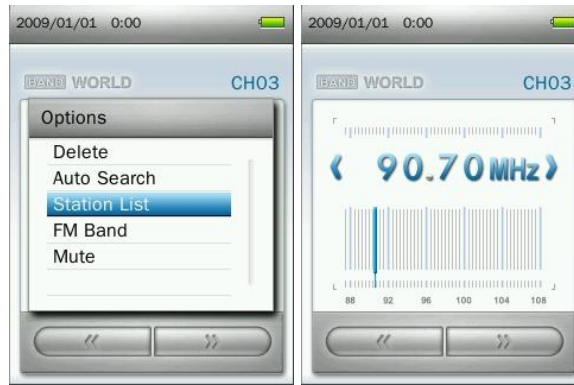 2009/01/01 0:00
BAND WORLD CH03
Options
Delete
Auto Search
Station List
FM Band
Mute
2009/01/01 0:00
BAND WORLD CH03
90.70MHz
88 92 96 100 104 108